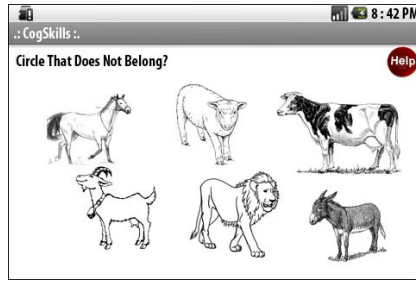 8:42 PM
.: CogSkills :.
Circle That Does Not Belong?
Help